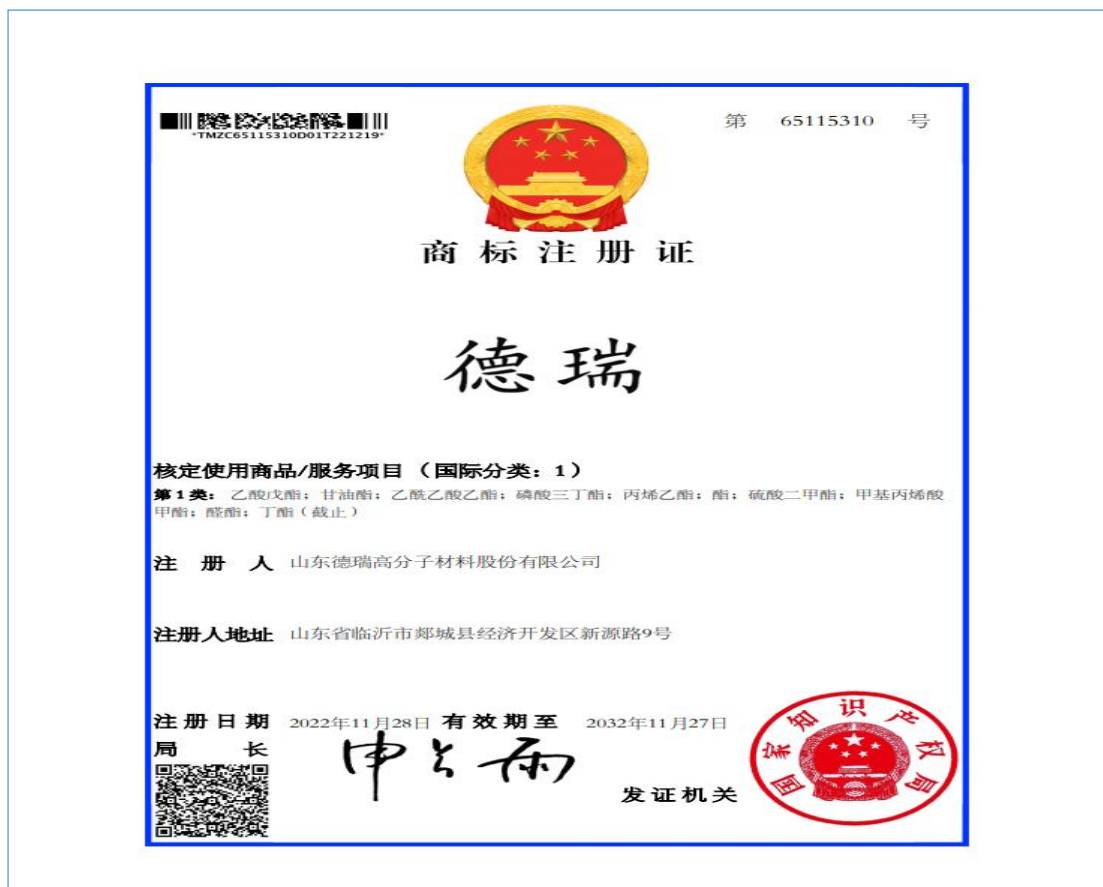 *TMZC65115310D01T221219*
第 65115310 号
商标注册证
德瑞
核定使用商品/服务项目(国际分类:1)
第1类:乙酸戊酯;甘油酯;乙酰乙酸乙酯;磷酸三丁酯;丙烯乙酯;酯;硫酸二甲酯;甲基丙烯酸
甲酯;醛酯;丁酯(截止)
注册人 山东德瑞高分子材料股份有限公司
注册人地址 山东省临沂市郯城县经济开发区新源路9号
注册日期 2022年11月28日 有效期至 2032年11月27日
局长 申长雨
发证机关
国家知识产权局